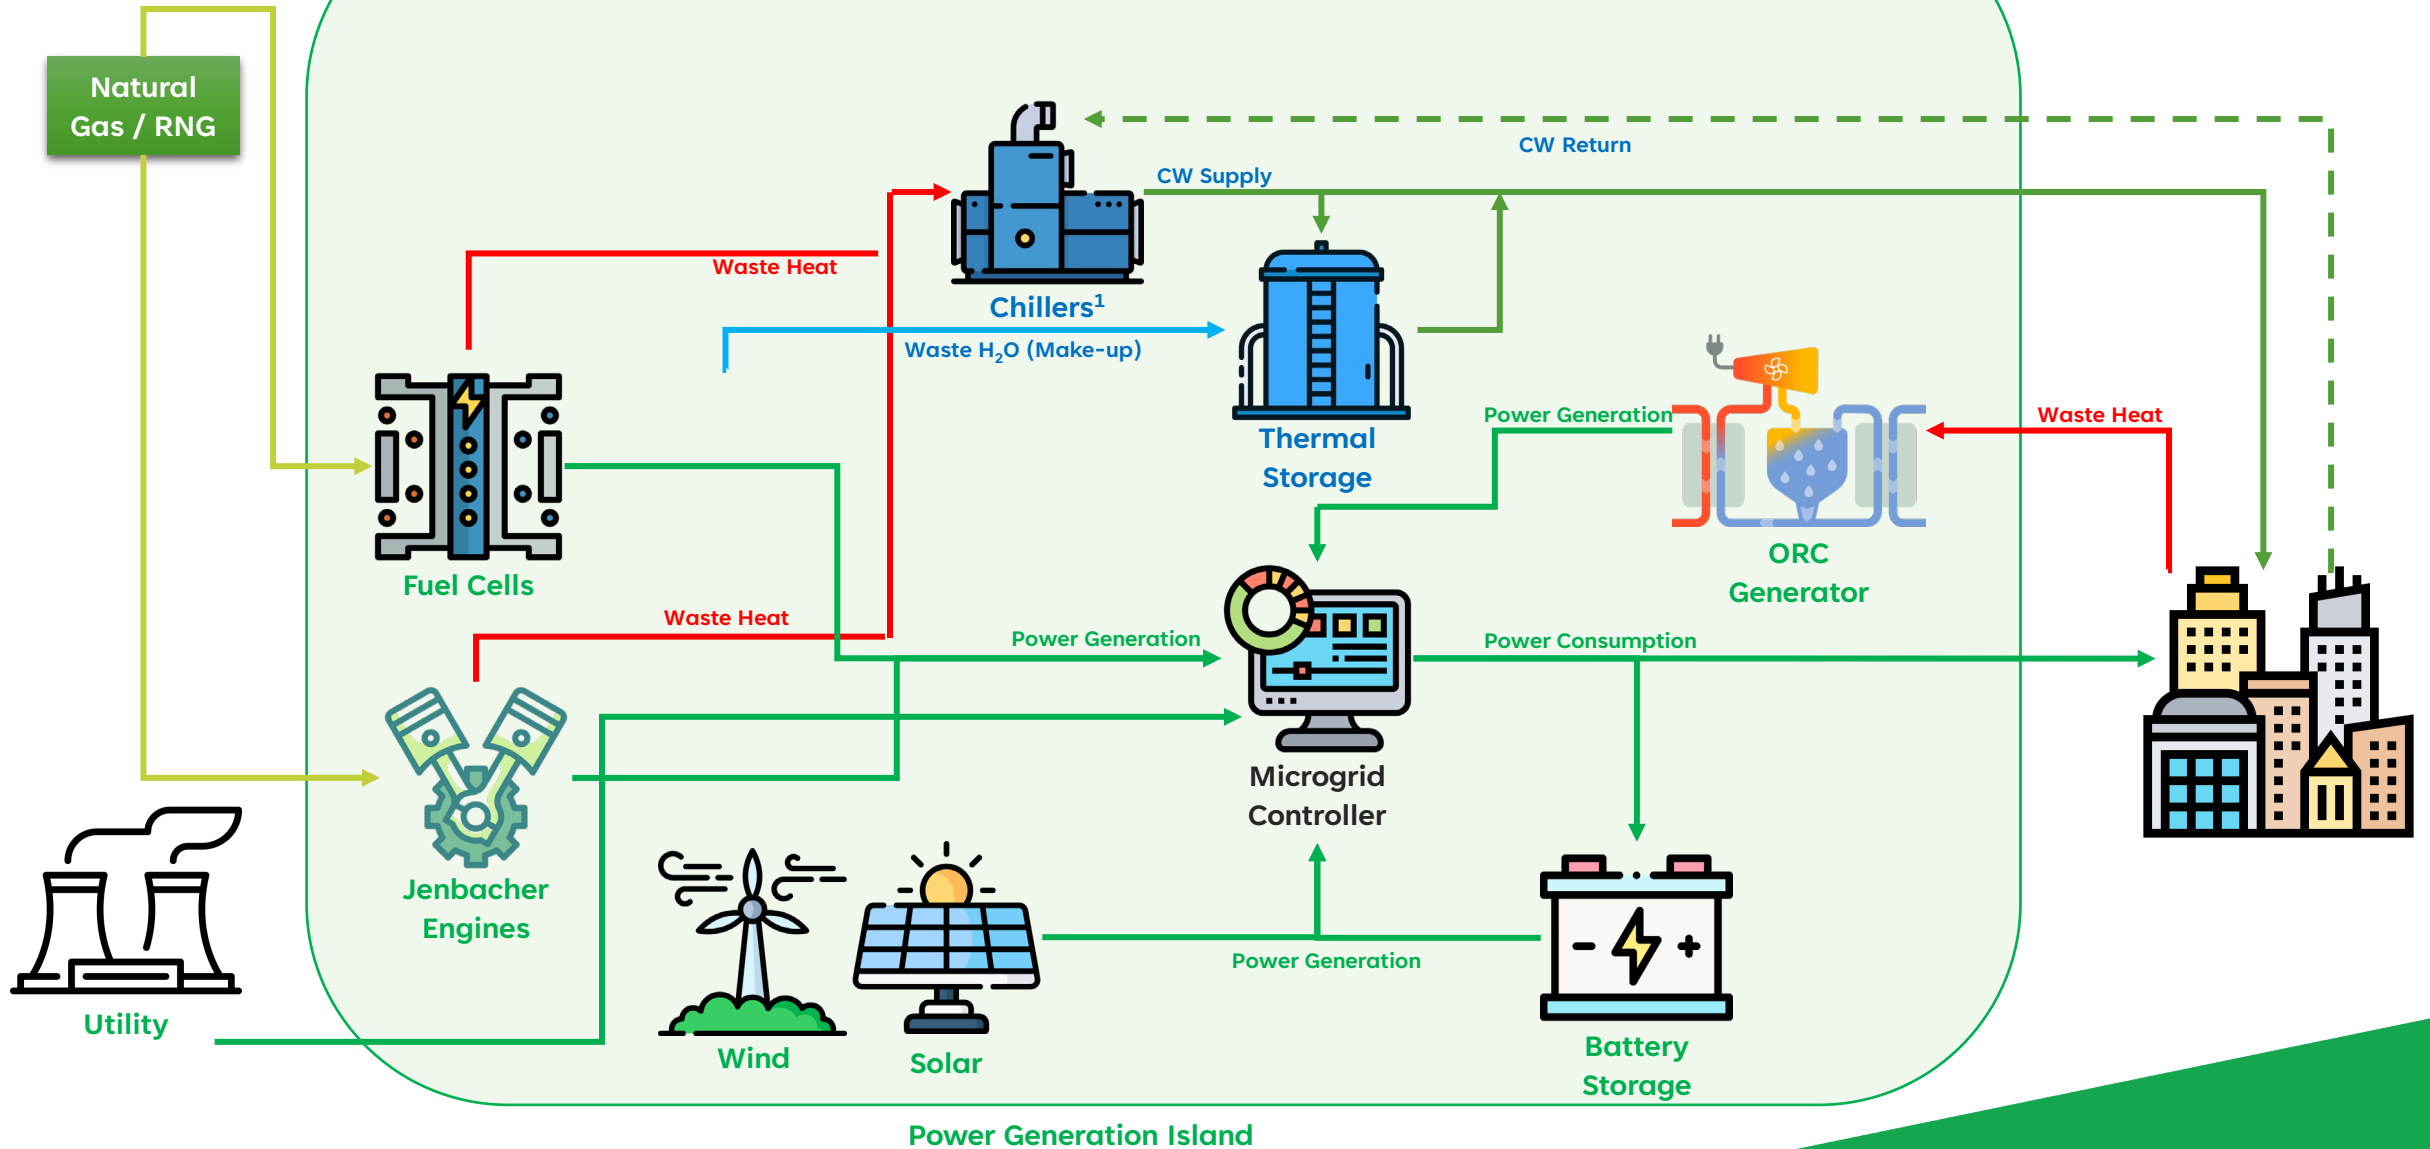 Natural
Gas / RNG
CW Return
CW Supply
Waste Heat
Chillers¹
Waste H₂O (Make-up)
Thermal
Storage
Power Generation
Waste Heat
ORC
Generator
Fuel Cells
Waste Heat
Power Generation
Power Consumption
Microgrid
Controller
Jenbacher
Engines
Utility
Wind
Solar
Power Generation
Battery
Storage
Power Generation Island